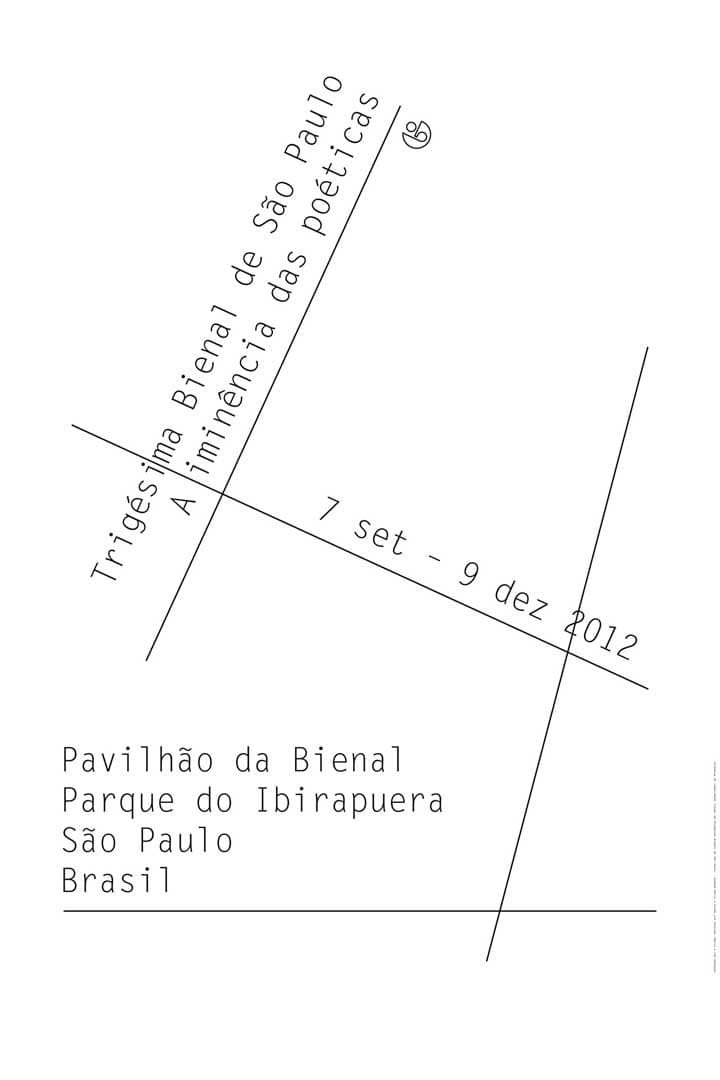 Trigésima Bienal de São Paulo
A iminência das poéticas
7 set - 9 dez 2012
Pavilhão da Bienal
Parque do Ibirapuera
São Paulo
Brasil